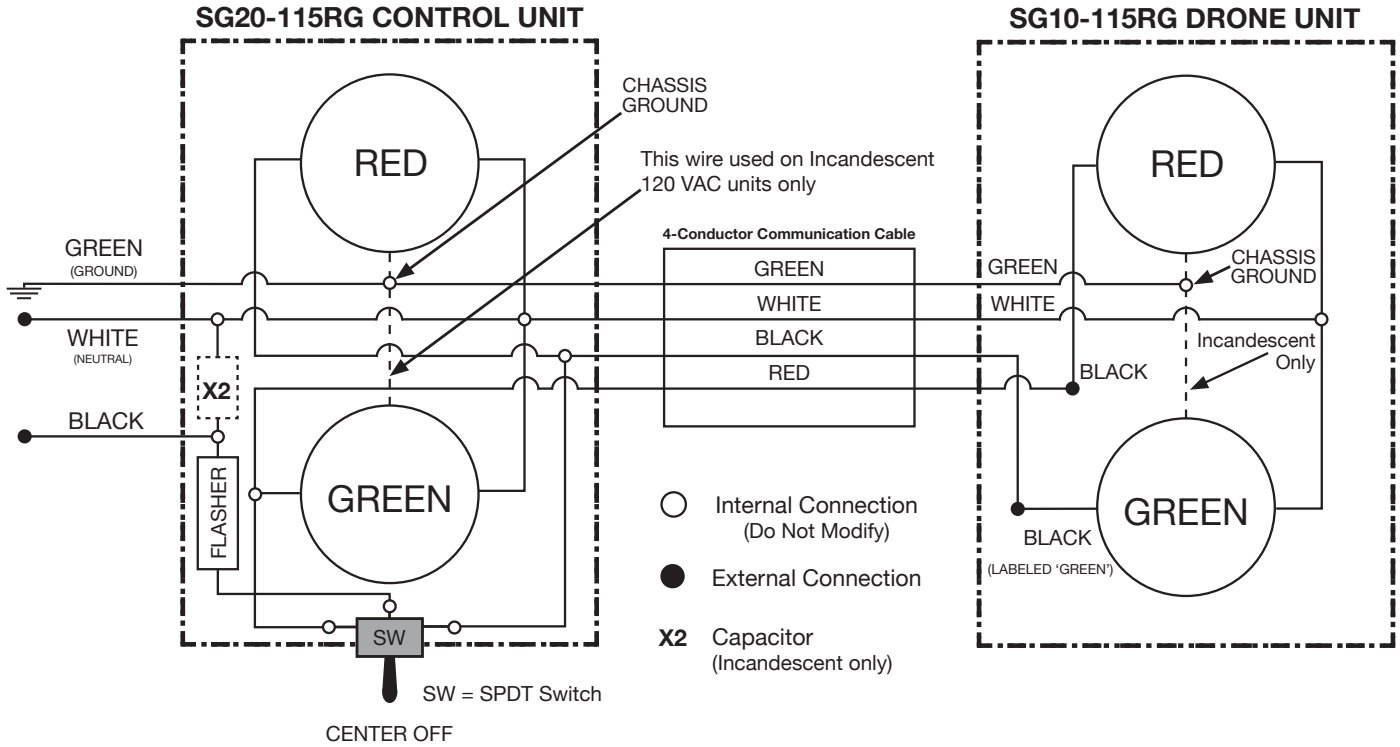 SG20-115RG CONTROL UNIT
SG10-115RG DRONE UNIT
RED
CHASSIS
GROUND
This wire used on Incandescent
120 VAC units only
RED
4-Conductor Communication Cable
GREEN
(GROUND)
GREEN
GREEN
CHASSIS
GROUND
WHITE
WHITE
WHITE
(NEUTRAL)
BLACK
Incandescent
Only
X2
RED
BLACK
BLACK
FLASHER
GREEN
GREEN
Internal Connection
(Do Not Modify)
BLACK
(LABELED ‘GREEN’)
External Connection
SW
X2 Capacitor
(Incandescent only)
SW = SPDT Switch
CENTER OFF